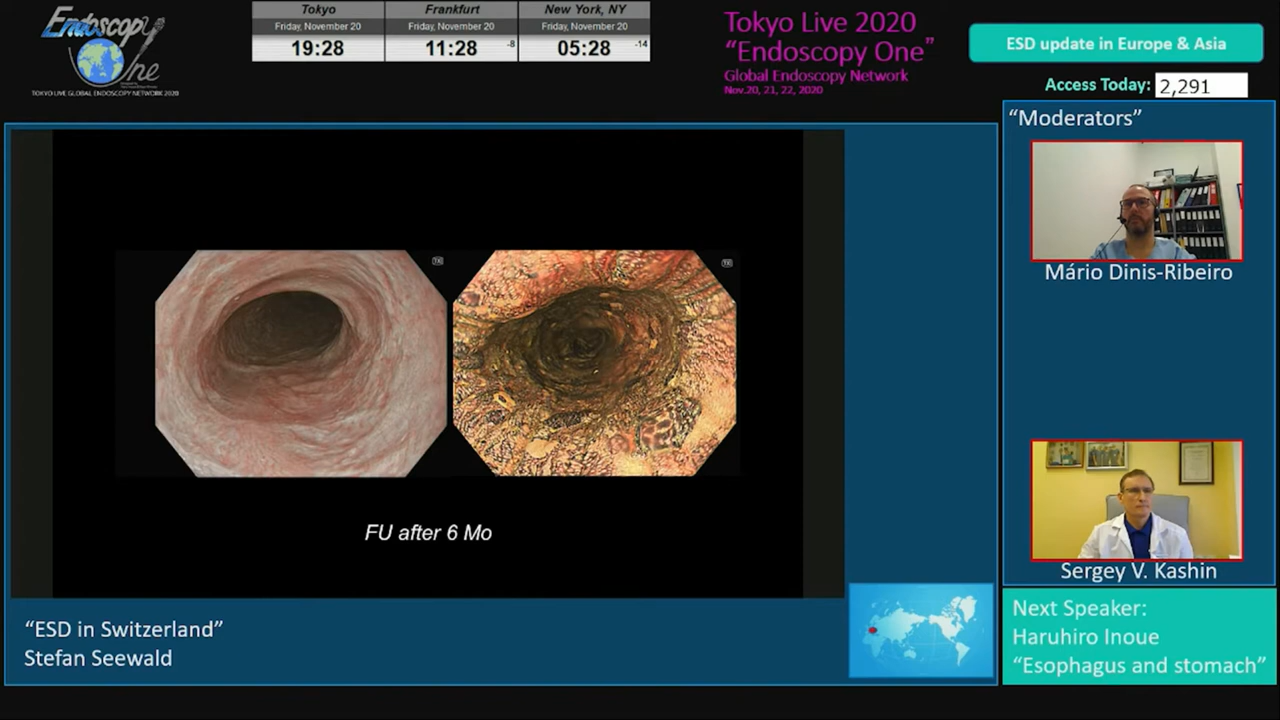 Endoscopy
One
TOKYO LIVE GLOBAL ENDOSCOPY NETWORK 2020
Tokyo
Friday, November 20
19:28
Frankfurt
Friday, November 20
11:28
-8
New York, NY
Friday, November 20
05:28
-14
Tokyo Live 2020
“Endoscopy One”
Global Endoscopy Network
Nov.20, 21, 22, 2020
ESD update in Europe & Asia
Access Today: 2,291
“Moderators”
Mário Dinis-Ribeiro
Sergey V. Kashin
FU after 6 Mo
“ESD in Switzerland”
Stefan Seewald
Next Speaker:
Haruhiro Inoue
“Esophagus and stomach”